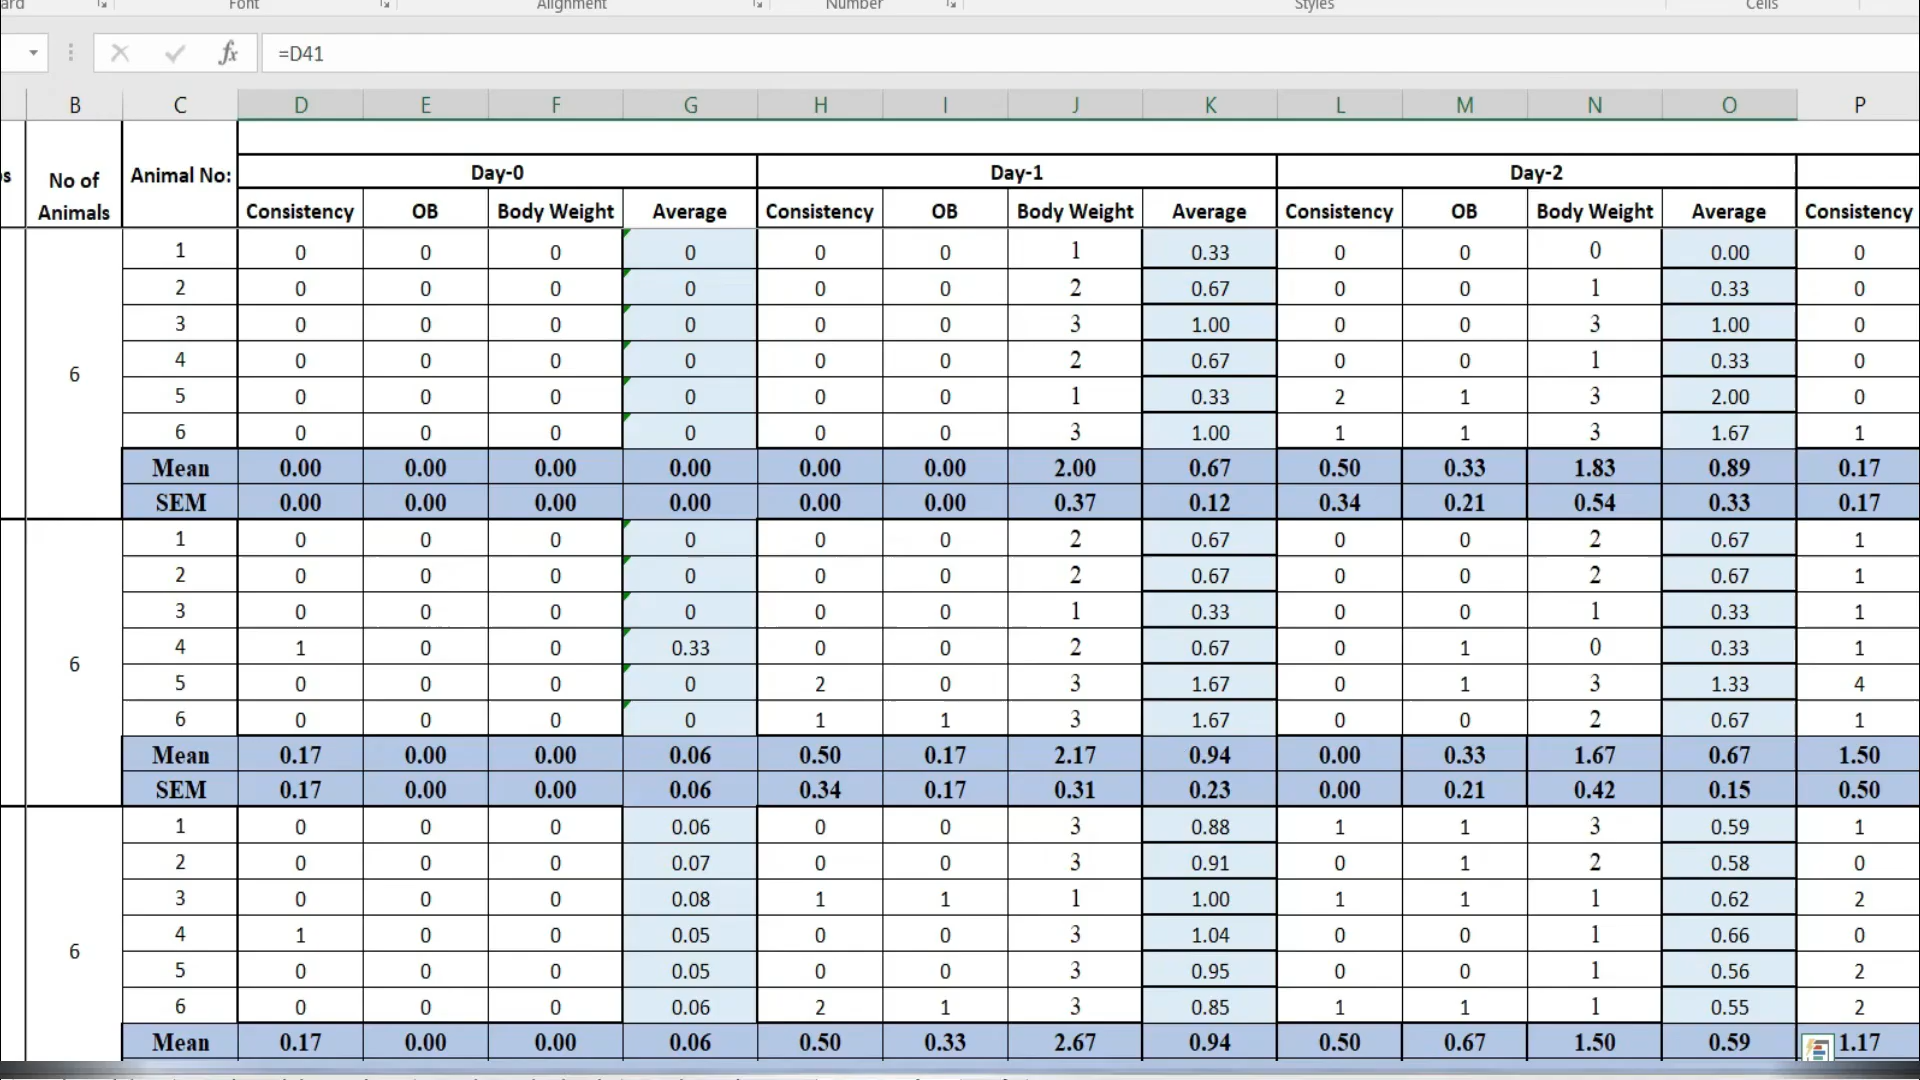 Font Alignment Number Styles Cells
fx =D41
B C D E F G H I J K L M N O P
No of Animals Animal No: Day-0 Day-1 Day-2
Consistency OB Body Weight Average Consistency OB Body Weight Average Consistency OB Body Weight Average Consistency
6
1 0 0 0 0 0 0 1 0.33 0 0 0 0.00 0
2 0 0 0 0 0 0 2 0.67 0 0 1 0.33 0
3 0 0 0 0 0 0 3 1.00 0 0 3 1.00 0
4 0 0 0 0 0 0 2 0.67 0 0 1 0.33 0
5 0 0 0 0 0 0 1 0.33 2 1 3 2.00 0
6 0 0 0 0 0 0 3 1.00 1 1 3 1.67 1
Mean 0.00 0.00 0.00 0.00 0.00 0.00 2.00 0.67 0.50 0.33 1.83 0.89 0.17
SEM 0.00 0.00 0.00 0.00 0.00 0.00 0.37 0.12 0.34 0.21 0.54 0.33 0.17
6
1 0 0 0 0 0 0 2 0.67 0 0 2 0.67 1
2 0 0 0 0 0 0 2 0.67 0 0 2 0.67 1
3 0 0 0 0 0 0 1 0.33 0 0 1 0.33 1
4 1 0 0 0.33 0 0 2 0.67 0 1 0 0.33 1
5 0 0 0 0 2 0 3 1.67 0 1 3 1.33 4
6 0 0 0 0 1 1 3 1.67 0 0 2 0.67 1
Mean 0.17 0.00 0.00 0.06 0.50 0.17 2.17 0.94 0.00 0.33 1.67 0.67 1.50
SEM 0.17 0.00 0.00 0.06 0.34 0.17 0.31 0.23 0.00 0.21 0.42 0.15 0.50
6
1 0 0 0 0.06 0 0 3 0.88 1 1 3 0.59 1
2 0 0 0 0.07 0 0 3 0.91 0 1 2 0.58 0
3 0 0 0 0.08 1 1 1 1.00 1 1 1 0.62 2
4 1 0 0 0.05 0 0 3 1.04 0 0 1 0.66 0
5 0 0 0 0.05 0 0 3 0.95 0 0 1 0.56 2
6 0 0 0 0.06 2 1 3 0.85 1 1 1 0.55 2
Mean 0.17 0.00 0.00 0.06 0.50 0.33 2.67 0.94 0.50 0.67 1.50 0.59 1.17